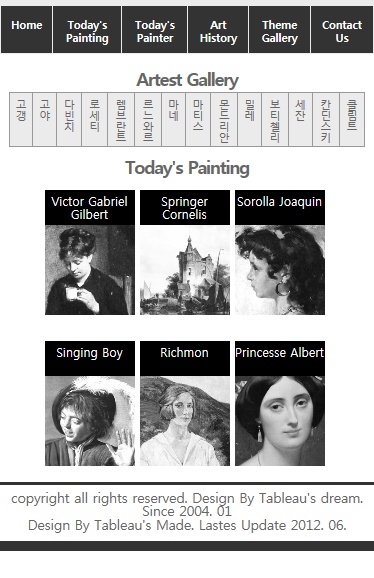 Home Today's Painting Today's Painter Art History Theme Gallery Contact Us
Artest Gallery
고갱 고야 다빈치 로세티 렘브란트 르느와르 마네 마티스 몬드리안 밀레 보티첼리 세잔 칸딘스키 클림트
Today's Painting
Victor Gabriel Gilbert
Springer Cornelis
Sorolla Joaquin
Singing Boy
Richmon
Princesse Albert
copyright all rights reserved. Design By Tableau's dream.
Since 2004. 01
Design By Tableau's Made. Lastes Update 2012. 06.